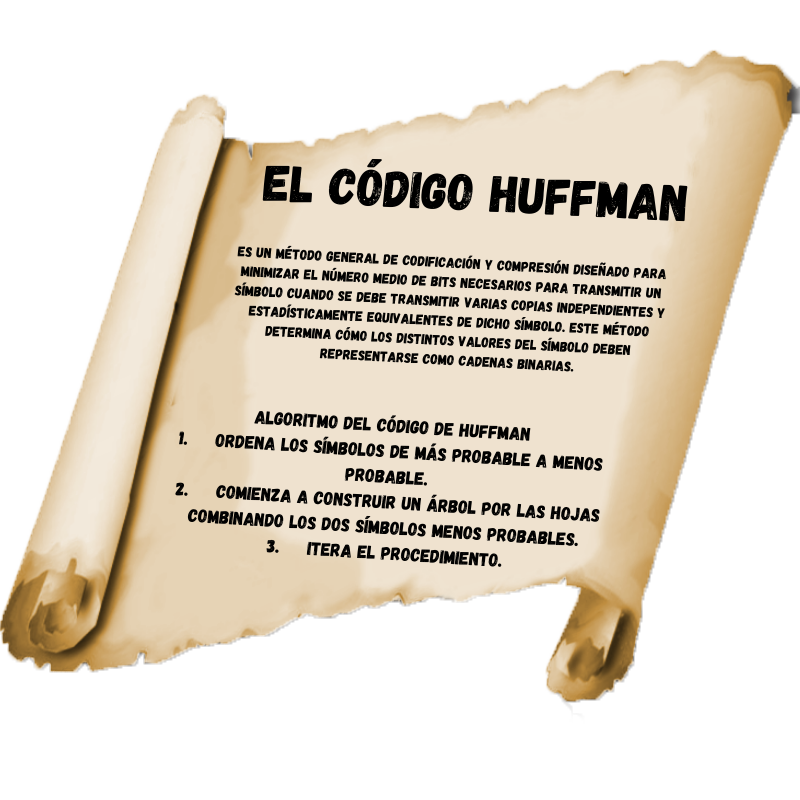 EL CÓDIGO HUFFMAN
ES UN MÉTODO GENERAL DE CODIFICACIÓN Y COMPRESIÓN DISEÑADO PARA
MINIMIZAR EL NÚMERO MEDIO DE BITS NECESARIOS PARA TRANSMITIR UN
SÍMBOLO CUANDO SE DEBE TRANSMITIR VARIAS COPIAS INDEPENDIENTES Y
ESTADÍSTICAMENTE EQUIVALENTES DE DICHO SÍMBOLO. ESTE MÉTODO
DETERMINA CÓMO LOS DISTINTOS VALORES DEL SÍMBOLO DEBEN
REPRESENTARSE COMO CADENAS BINARIAS.
ALGORITMO DEL CÓDIGO DE HUFFMAN
1. ORDENA LOS SÍMBOLOS DE MÁS PROBABLE A MENOS
PROBABLE.
2. COMIENZA A CONSTRUIR UN ÁRBOL POR LAS HOJAS
COMBINANDO LOS DOS SÍMBOLOS MENOS PROBABLES.
3. ITERA EL PROCEDIMIENTO.